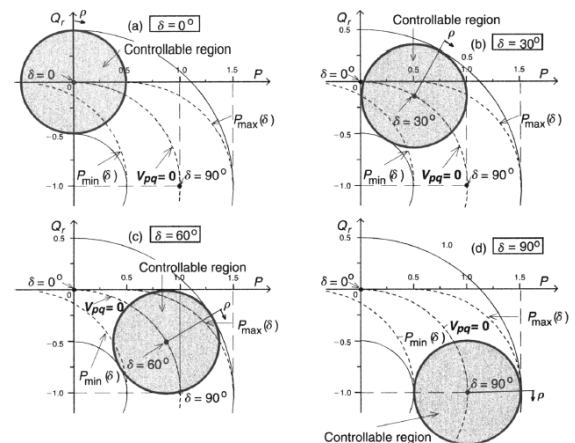 Qr
ρ
(a) δ = 0°
Controllable region
δ = 0
P
0
0.5
1.0
1.5
-0.5
-1.0
Pmin(δ)
Vpq = 0
δ = 90°
Pmax(δ)
Qr
0.5
ρ
Controllable region
(b) δ = 30°
δ = 0°
0.5
P
0
1.0
1.5
δ = 30°
-0.5
-1.0
Pmin(δ)
Vpq = 0
δ = 90°
Pmax(δ)
Qr
0.5
(c) δ = 60°
Controllable region
δ = 0°
P
0
0.5
1.0
1.5
Vpq = 0
ρ
-0.5
Pmax(δ)
Pmin(δ)
δ = 60°
-1.0
δ = 90°
Qr
0.5
1.0
(d) δ = 90°
δ = 0°
P
0
0.5
1.0
1.5
Vpq = 0
Pmax(δ)
-0.5
Pmin(δ)
-1.0
δ = 90°
ρ
Controllable region